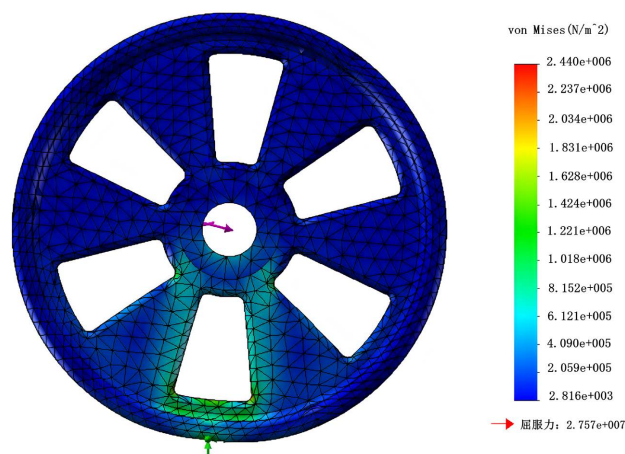 von Mises(N/m^2)
2.440e+006
2.237e+006
2.034e+006
1.831e+006
1.628e+006
1.424e+006
1.221e+006
1.018e+006
8.152e+005
6.121e+005
4.090e+005
2.059e+005
2.816e+003
屈服力: 2.757e+007